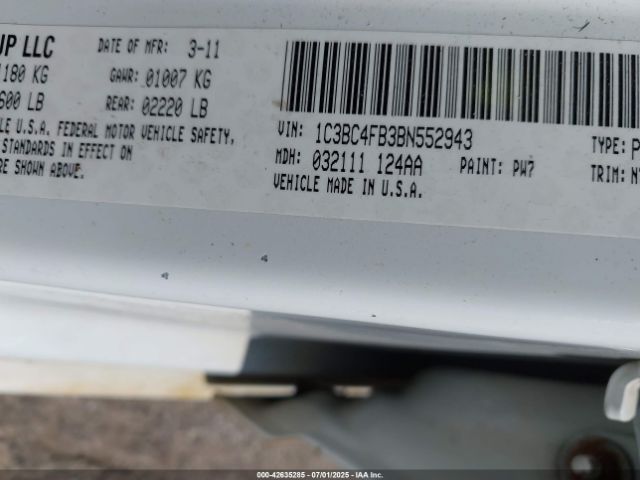 UP LLC DATE OF MFR: 3-11
1180 KG GAWR: 01007 KG
600 LB REAR: 02220 LB
LE U.S.A. FEDERAL MOTOR VEHICLE SAFETY,
STANDARDS IN EFFECT ON
RE SHOWN ABOVE.
VIN: 1C3BC4FB3BN552943 TYPE: P
MDH: 032111 124AA PAINT: PW7 TRIM:
VEHICLE MADE IN U.S.A.
000-42635285 - 07/01/2025 - IAA Inc.